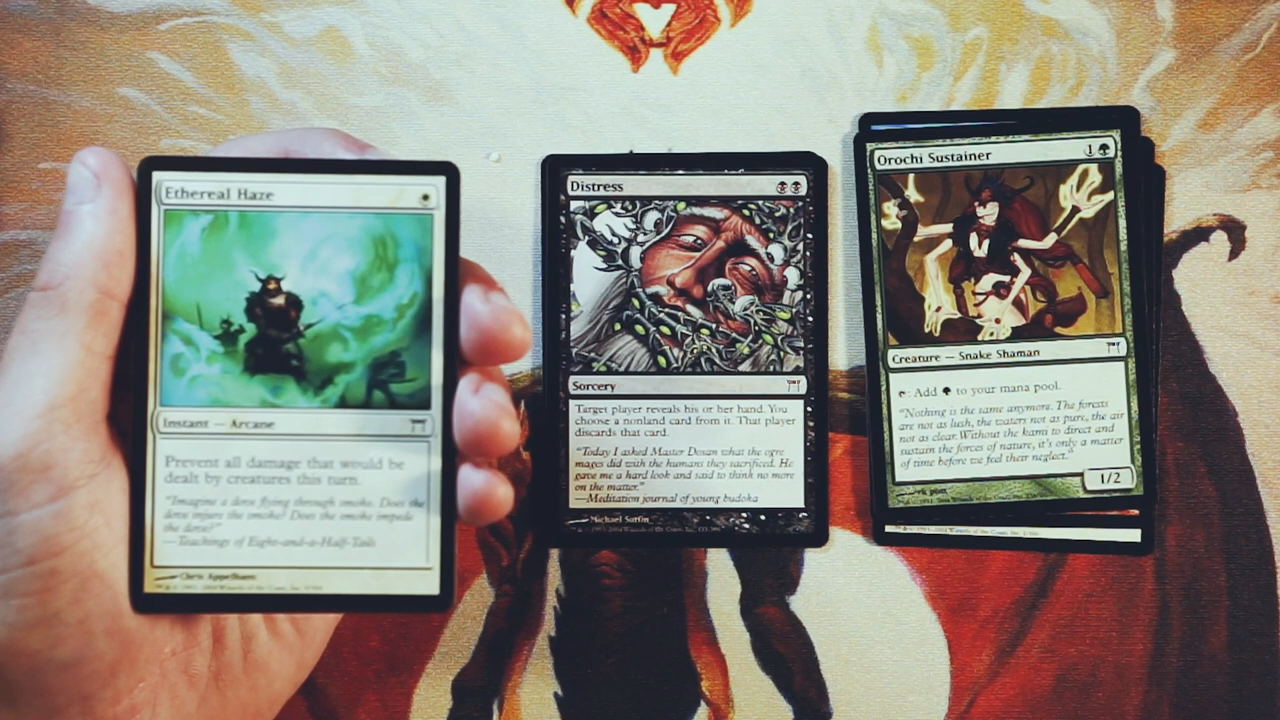 Ethereal Haze
Instant — Arcane
Prevent all damage that would be
dealt by creatures this turn.
"Imagine a dove flying through smoke. Does the
dove injure the smoke? Does the smoke impede
the dove?"
—Teachings of Eight-and-a-Half-Tails
Chris Appelhans
Distress
Sorcery
Target player reveals his or her hand. You
choose a nonland card from it. That player
discards that card.
"Today I asked Master Dosan what the ogre
mages did with the humans they sacrificed. He
gave me a hard look and said to think no more
on the matter."
—Meditation journal of young budoka
Michael Sutfin
Orochi Sustainer
1
Creature — Snake Shaman
: Add to your mana pool.
"Nothing is the same anymore. The forests
are not as lush, the waters not as pure, the air
not as clear. Without the kami to direct and
sustain the forces of nature, it's only a matter
of time before we feel their neglect."
1/2